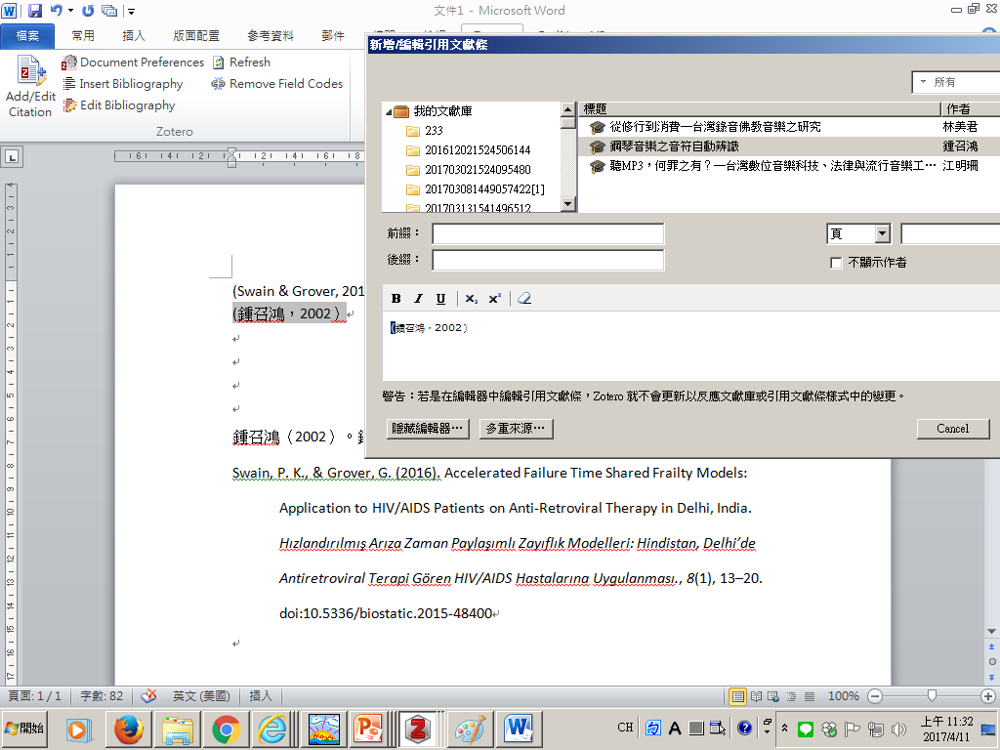 文件1 - Microsoft Word
檔案 常用 插入 版面配置 參考資料 郵件
Add/Edit Citation
Document Preferences
Insert Bibliography
Edit Bibliography
Refresh
Remove Field Codes
Zotero
新增/編輯引用文獻條
所有
我的文獻庫
233
201612021524506144
201703021524095480
201703081449057422[1]
201703131541496512
標題 作者
從修行到消費─台灣錄音佛教音樂之研究 林美君
鋼琴音樂之音符自動辨識 鍾召鴻
聽MP3，何罪之有？─台灣數位音樂科技、法律與流行音樂工… 江明珊
前綴：
後綴：
頁
不顯示作者
B I U X₂ X²
(鍾召鴻，2002）
警告：若是在編輯器中編輯引用文獻條，Zotero 就不會更新以反應文獻庫或引用文獻條樣式中的變更。
隱藏編輯器… 多重來源… Cancel
(Swain & Grover, 201
(鍾召鴻，2002）
鍾召鴻（2002）。
Swain, P. K., & Grover, G. (2016). Accelerated Failure Time Shared Frailty Models:
Application to HIV/AIDS Patients on Anti-Retroviral Therapy in Delhi, India.
Hızlandırılmış Arıza Zaman Paylaşımlı Zayıflık Modelleri: Hindistan, Delhi’de
Antiretroviral Terapi Gören HIV/AIDS Hastalarına Uygulanması., 8(1), 13–20.
doi:10.5336/biostatic.2015-48400
頁面: 1/1 字數: 82 英文 (美國) 插入 100%
開始 CH 上午 11:32
2017/4/11